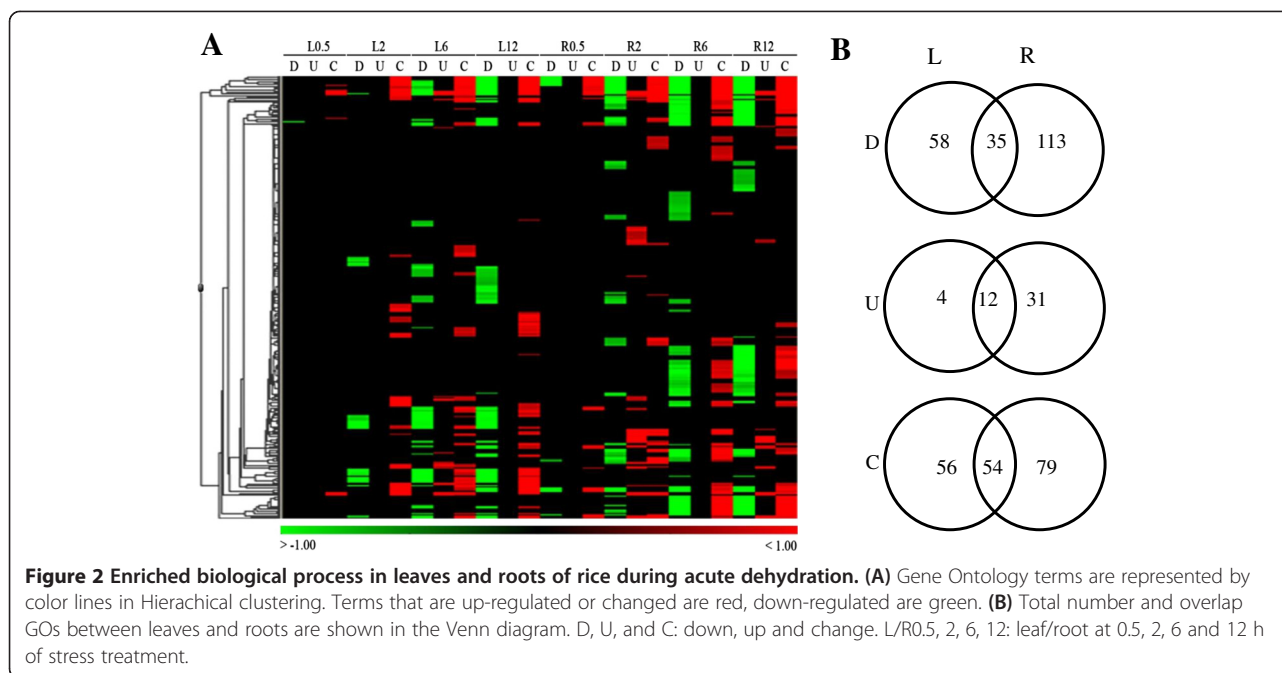 A
L0.5 L2 L6 L12 R0.5 R2 R6 R12
D U C D U C D U C D U C D U C D U C D U C D U C
> -1.00 < 1.00
B
L R
D 58 35 113
U 4 12 31
C 56 54 79
Figure 2 Enriched biological process in leaves and roots of rice during acute dehydration. (A) Gene Ontology terms are represented by
color lines in Hierachical clustering. Terms that are up-regulated or changed are red, down-regulated are green. (B) Total number and overlap
GOs between leaves and roots are shown in the Venn diagram. D, U, and C: down, up and change. L/R0.5, 2, 6, 12: leaf/root at 0.5, 2, 6 and 12 h
of stress treatment.